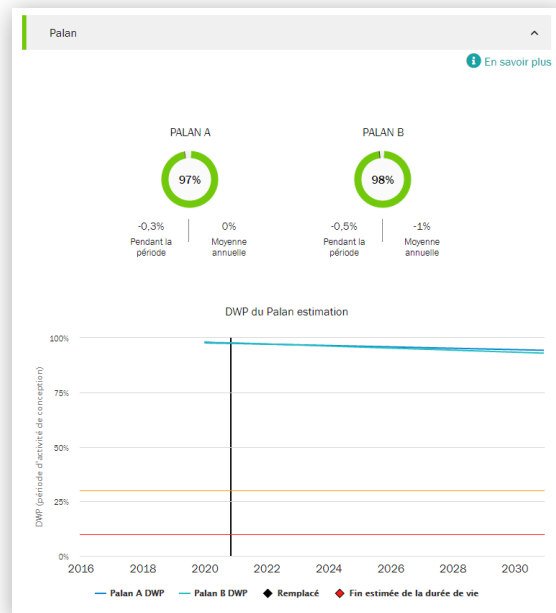 Palan
En savoir plus
PALAN A
PALAN B
97%
98%
-0,3%
0%
-0,5%
-1%
Pendant la
période
Moyenne
annuelle
Pendant la
période
Moyenne
annuelle
DWP du Palan estimation
DWP (période d'activité de conception)
100%
75%
50%
25%
0%
2016 2018 2020 2022 2024 2026 2028 2030
Palan A DWP Palan B DWP Remplacé Fin estimée de la durée de vie